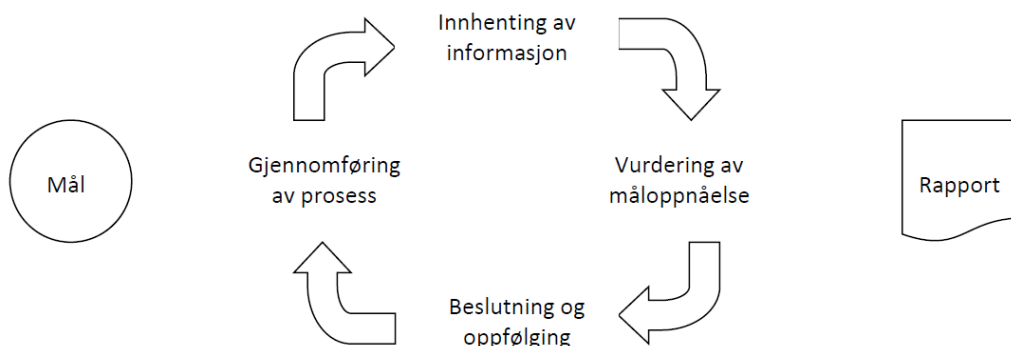 Innhenting av
informasjon
Mål
Gjennomføring
av prosess
Vurdering av
måloppnåelse
Rapport
Beslutning og
oppfølging